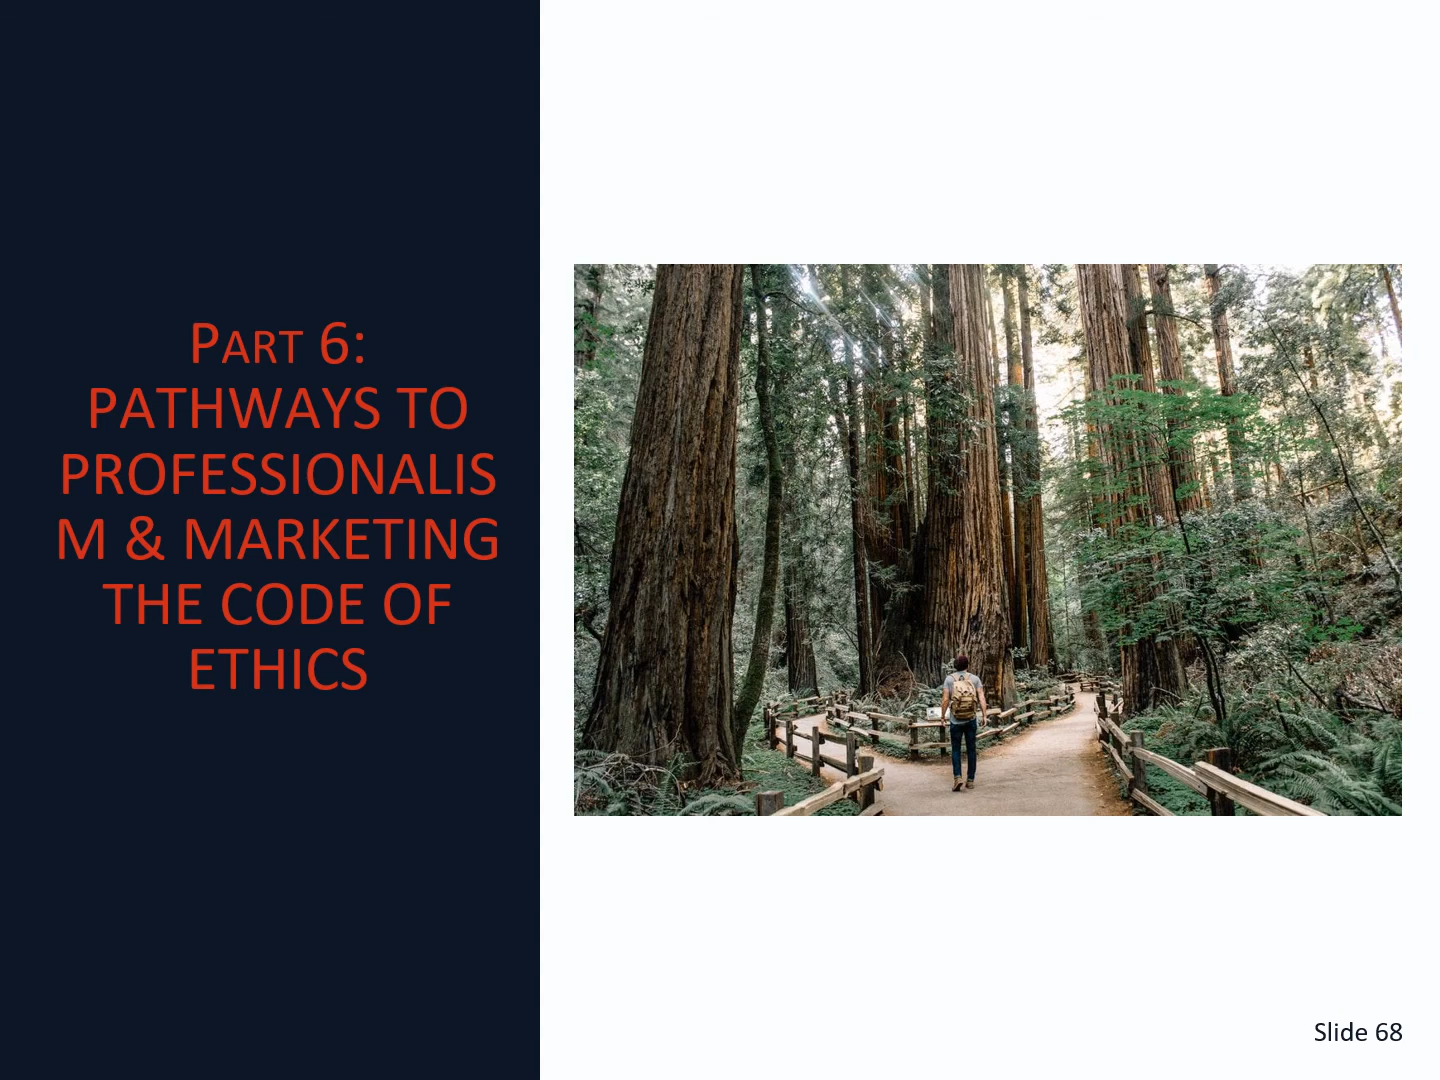 PART 6:
PATHWAYS TO
PROFESSIONALIS
M & MARKETING
THE CODE OF
ETHICS
Slide 68